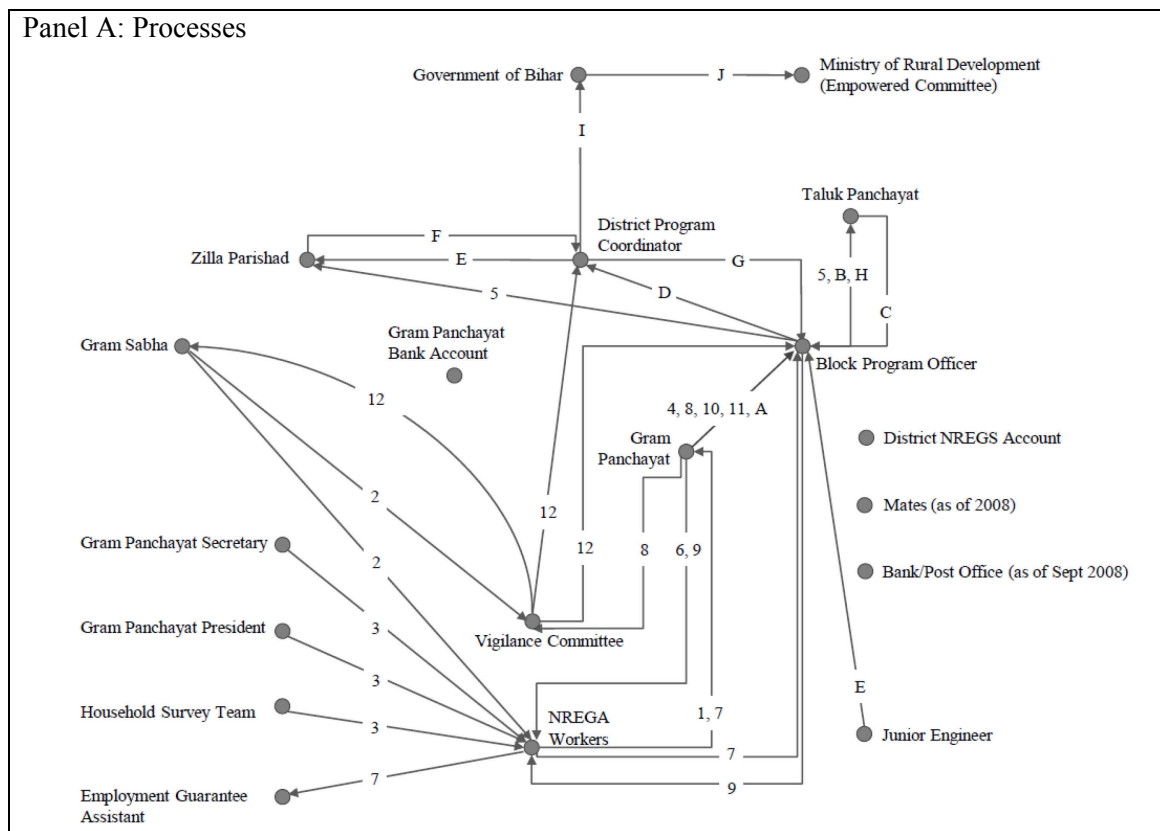 Panel A: Processes
Government of Bihar
J
Ministry of Rural Development
(Empowered Committee)
I
Taluk Panchayat
F
District Program
Coordinator
Zilla Parishad
E
G
5, B, H
5
D
C
Gram Sabha
Gram Panchayat
Bank Account
Block Program Officer
12
4, 8, 10, 11, A
Gram
Panchayat
District NREGS Account
2
12
Mates (as of 2008)
Gram Panchayat Secretary
2
12
8
6, 9
Bank/Post Office (as of Sept 2008)
3
Gram Panchayat President
Vigilance Committee
3
E
Household Survey Team
3
NREGA
Workers
1, 7
Junior Engineer
7
7
9
Employment Guarantee
Assistant